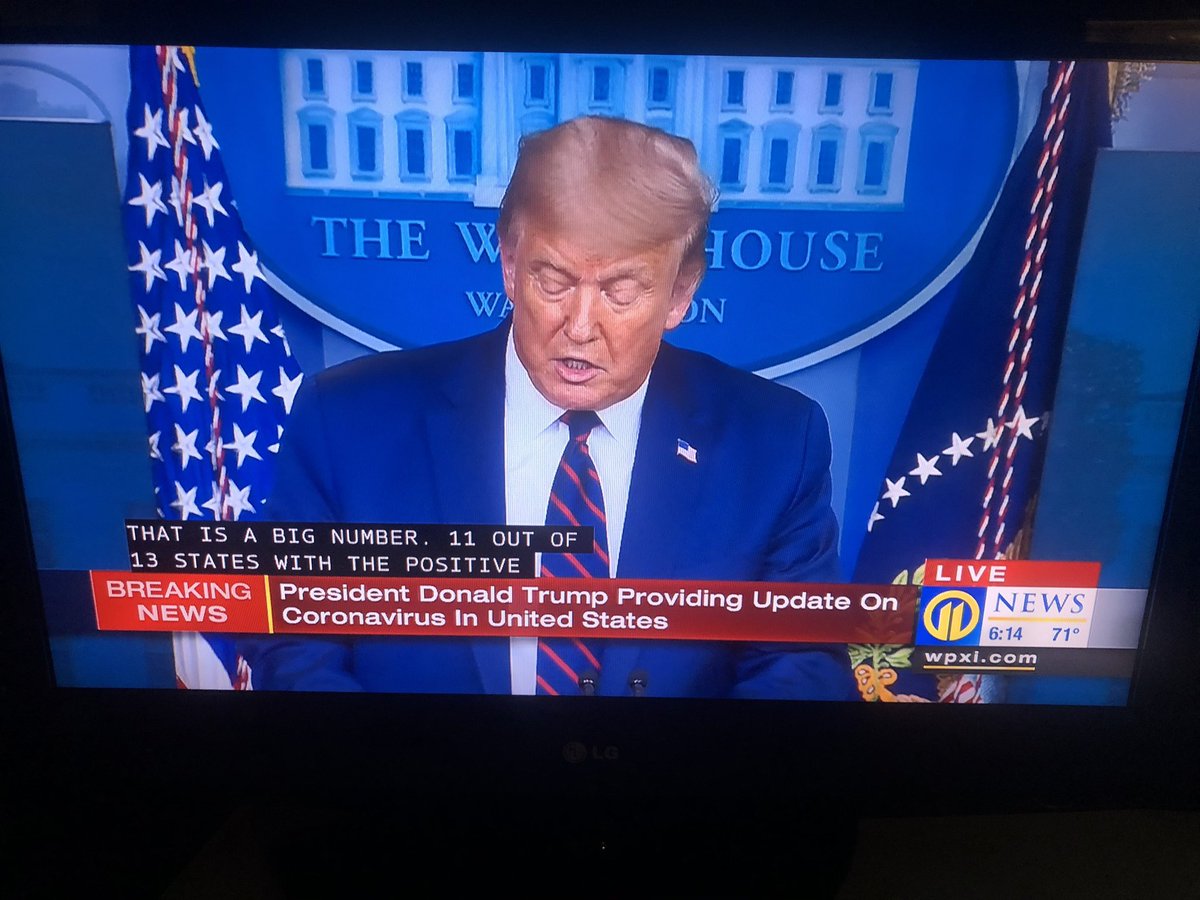 THE W HOUSE
WA ON
THAT IS A BIG NUMBER. 11 OUT OF
13 STATES WITH THE POSITIVE
BREAKING
NEWS
President Donald Trump Providing Update On
Coronavirus In United States
LIVE
11
NEWS
6:14 71°
wpxi.com
LG